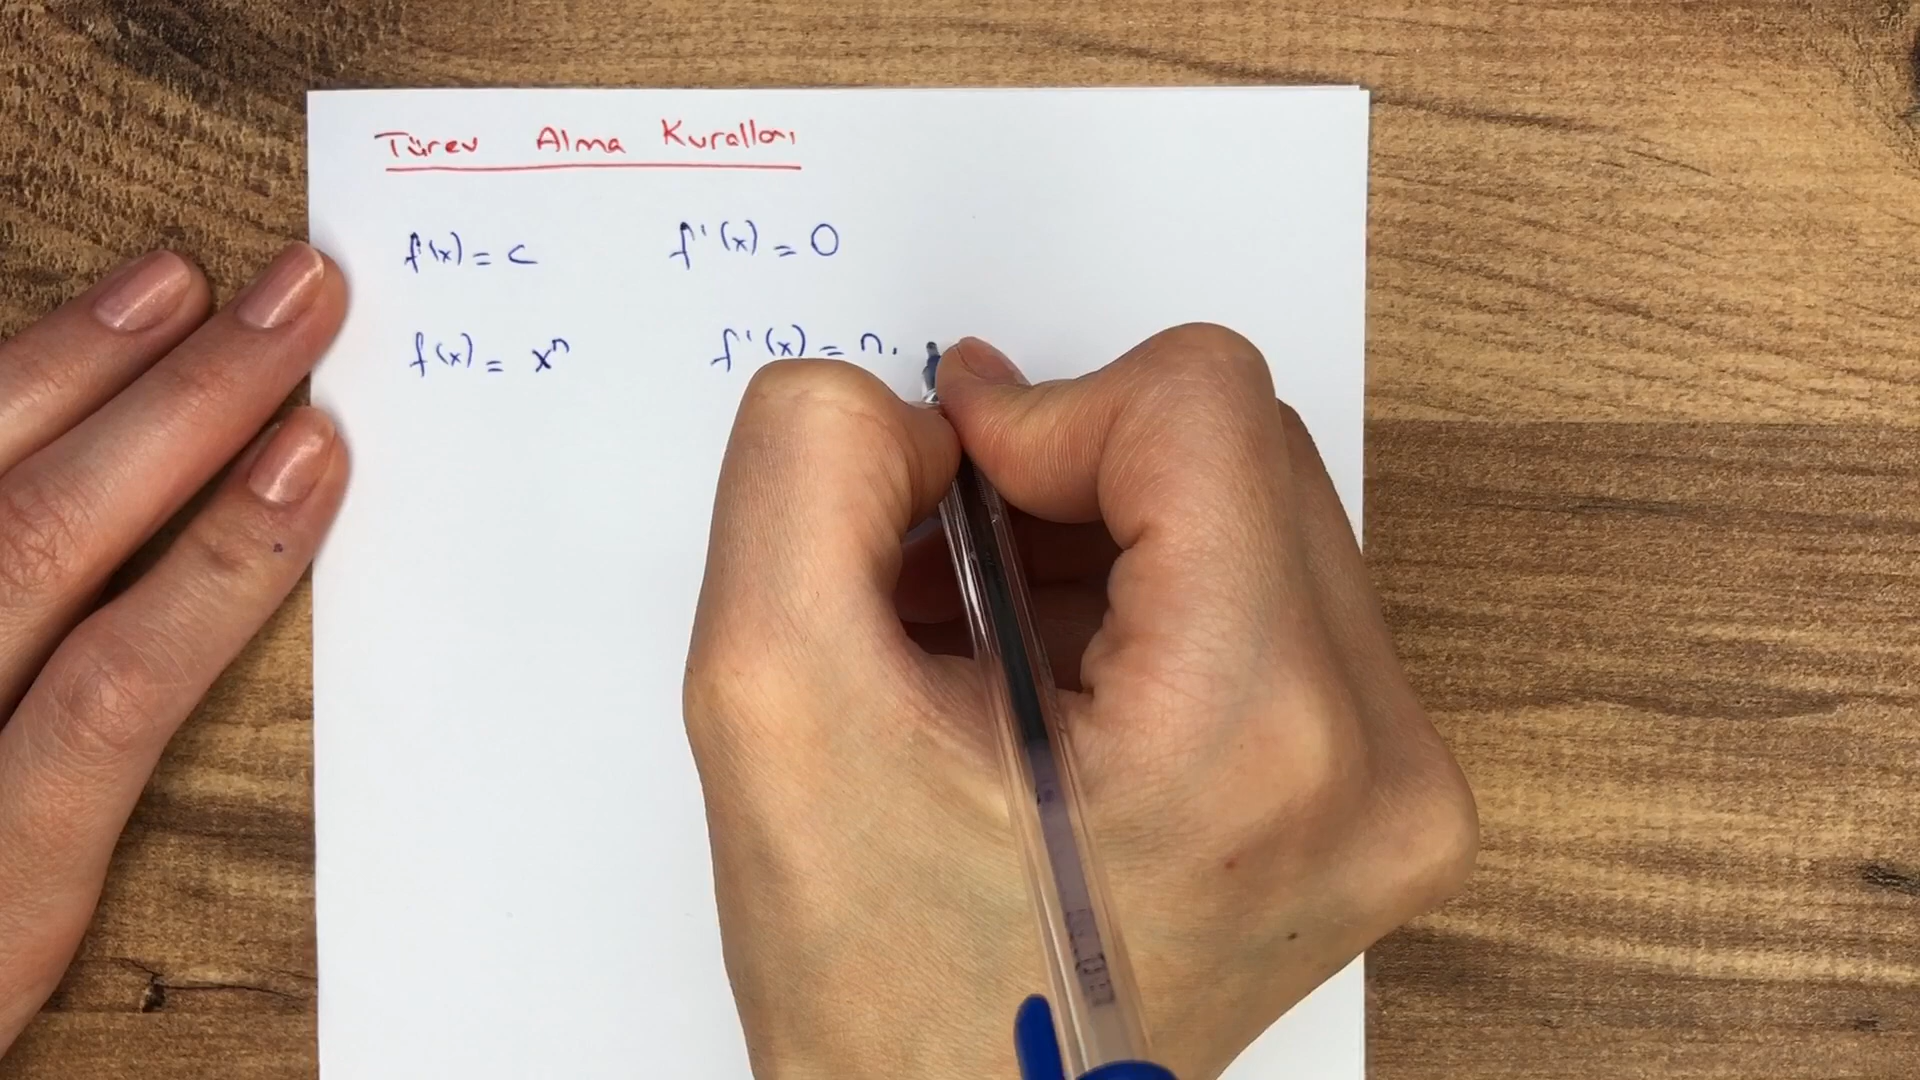 Türev Alma Kuralları
f(x) = c f'(x) = 0
f(x) = xⁿ f'(x) = n.